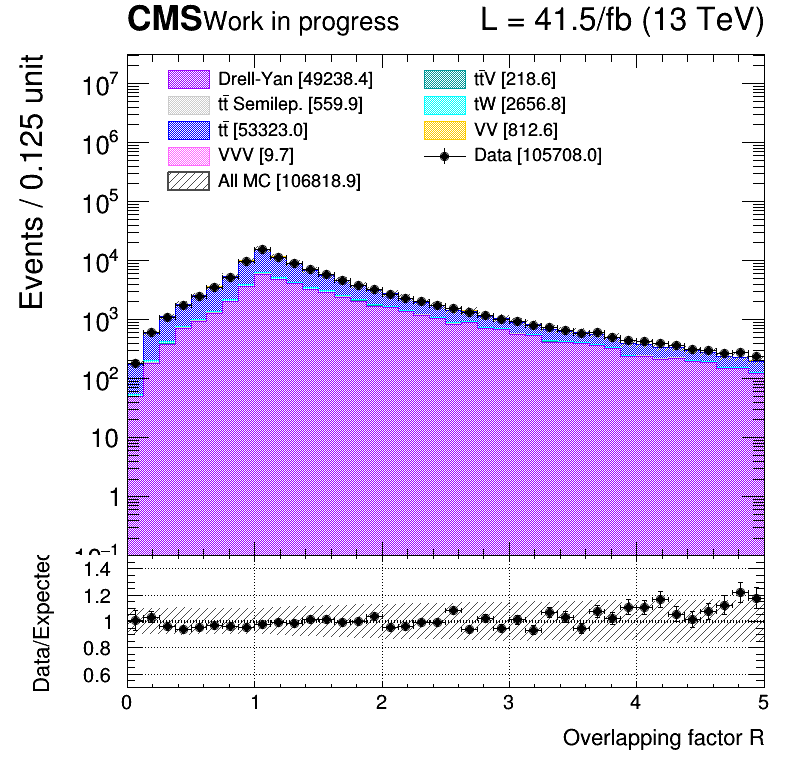 CMS Work in progress L = 41.5/fb (13 TeV)
Events / 0.125 unit
10⁷
10⁶
10⁵
10⁴
10³
10²
10
1
10⁻¹
Drell-Yan [49238.4]
tt̄ Semilep. [559.9]
tt̄ [53323.0]
VVV [9.7]
All MC [106818.9]
tt̄V [218.6]
tW [2656.8]
VV [812.6]
Data [105708.0]
Data/Expected
1.4
1.2
1
0.8
0.6
0 1 2 3 4 5
Overlapping factor R